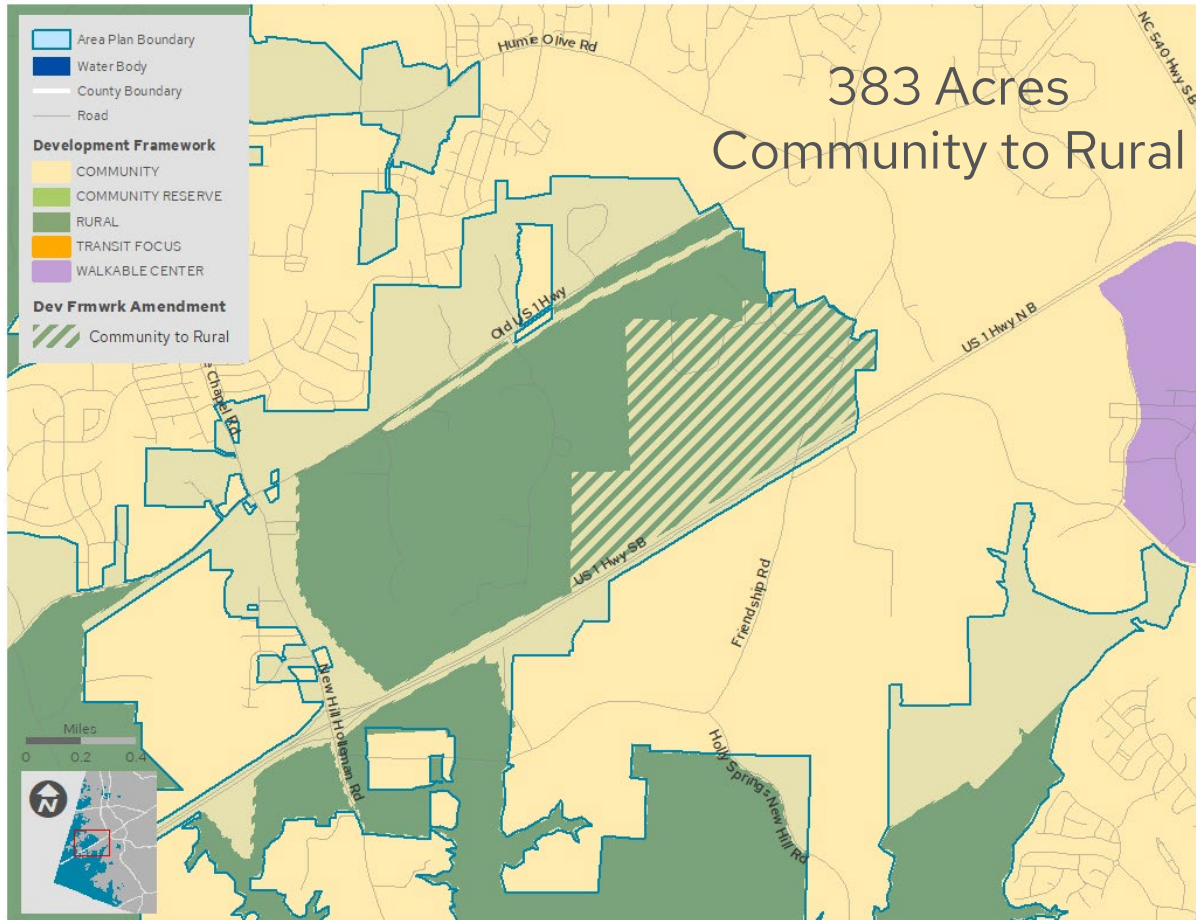 Area Plan Boundary
Water Body
County Boundary
Road
Development Framework
COMMUNITY
COMMUNITY RESERVE
RURAL
TRANSIT FOCUS
WALKABLE CENTER
Dev Frmwrk Amendment
Community to Rural
383 Acres
Community to Rural
Humie Olive Rd
NC 540 Hwy SB
Old US 1 Hwy
US 1 Hwy NB
Chapel Rd
US 1 Hwy SB
Friendship Rd
New Hill Holleman Rd
Holly Springs New Hill Rd
Miles
0 0.2 0.4
N